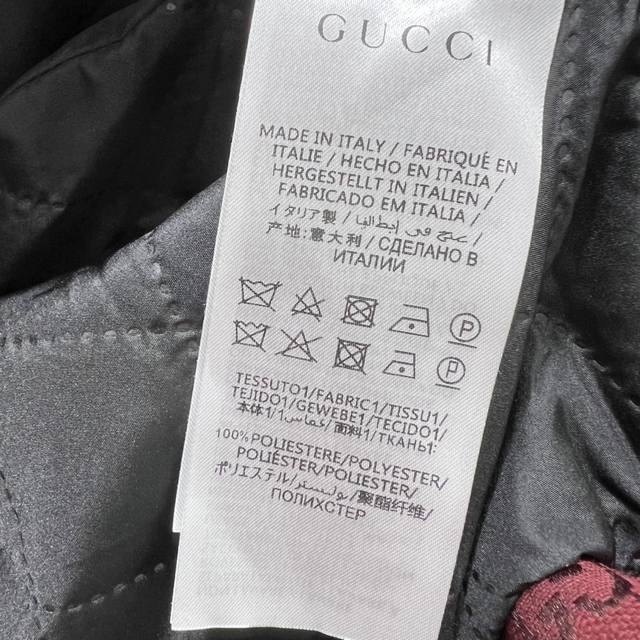 GUCCI
MADE IN ITALY / FABRIQUÉ EN
ITALIE / HECHO EN ITALIA /
HERGESTELLT IN ITALIEN /
FABRICADO EM ITALIA /
イタリア製 / صنع في إيطاليا /
产地:意大利 / СДЕЛАНО В
ИТАЛИИ
P
P
TESSUTO1/FABRIC1/TISSU1/
TEJIDO1/GEWEBE1/TECIDO1/
本体1/قماش1/面料1/ТКАНЬ1:
100%POLIESTERE/POLYESTER/
POLIÉSTER/POLYESTER/
ポリエステル/بوليستر/聚酯纤维/
ПОЛИХСТЕР